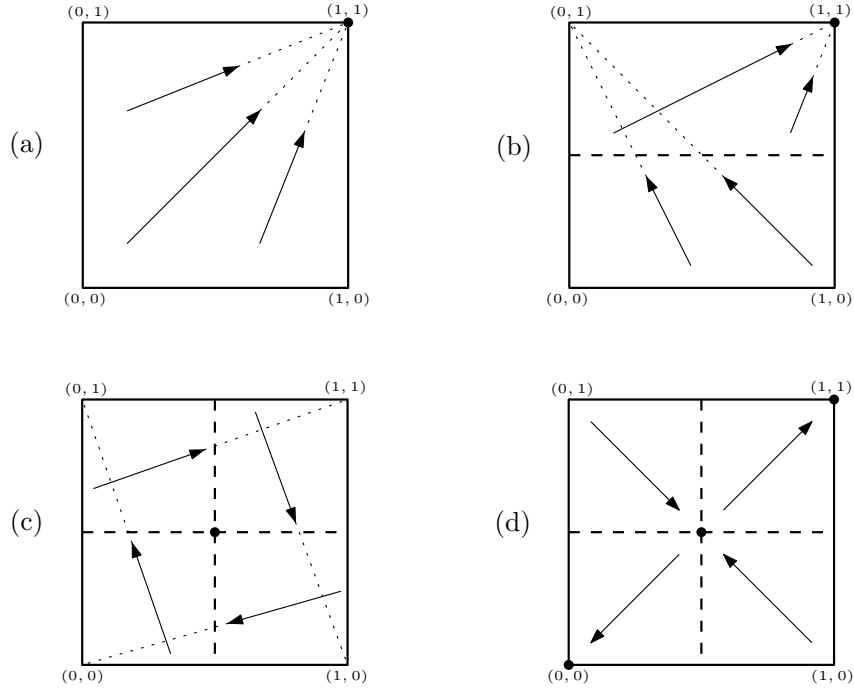 (0, 1) (1, 1) (0, 1) (1, 1)
(a) (b)
(0, 0) (1, 0) (0, 0) (1, 0)
(0, 1) (1, 1) (0, 1) (1, 1)
(c) (d)
(0, 0) (1, 0) (0, 0) (1, 0)